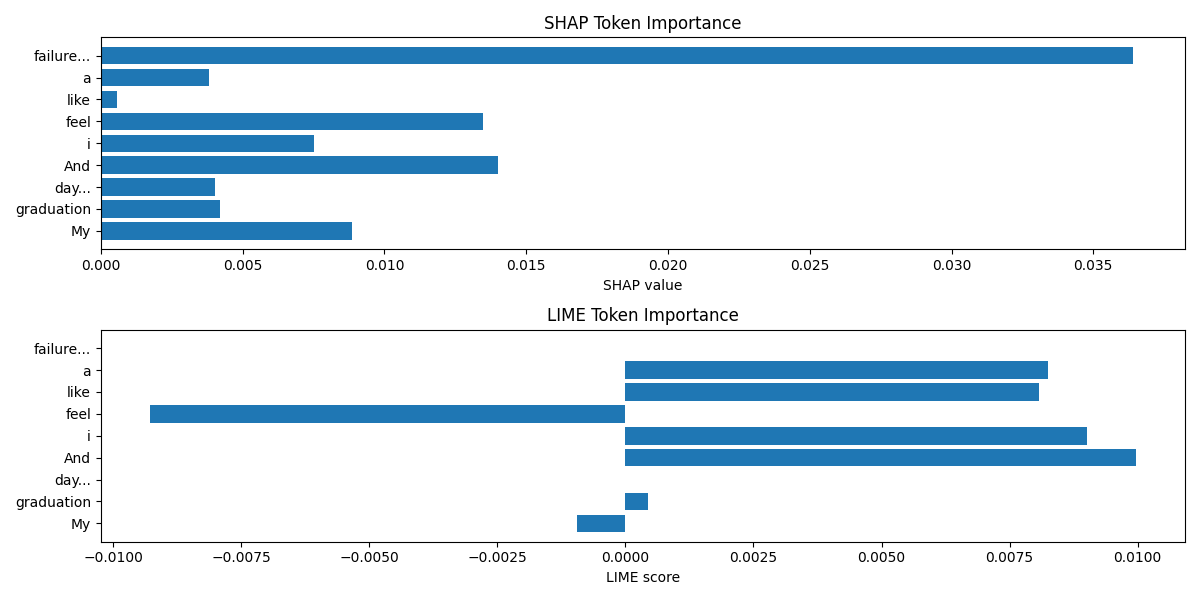 SHAP Token Importance
failure...
a
like
feel
i
And
day...
graduation
My
0.000 0.005 0.010 0.015 0.020 0.025 0.030 0.035
SHAP value
LIME Token Importance
failure...
a
like
feel
i
And
day...
graduation
My
−0.0100 −0.0075 −0.0050 −0.0025 0.0000 0.0025 0.0050 0.0075 0.0100
LIME score